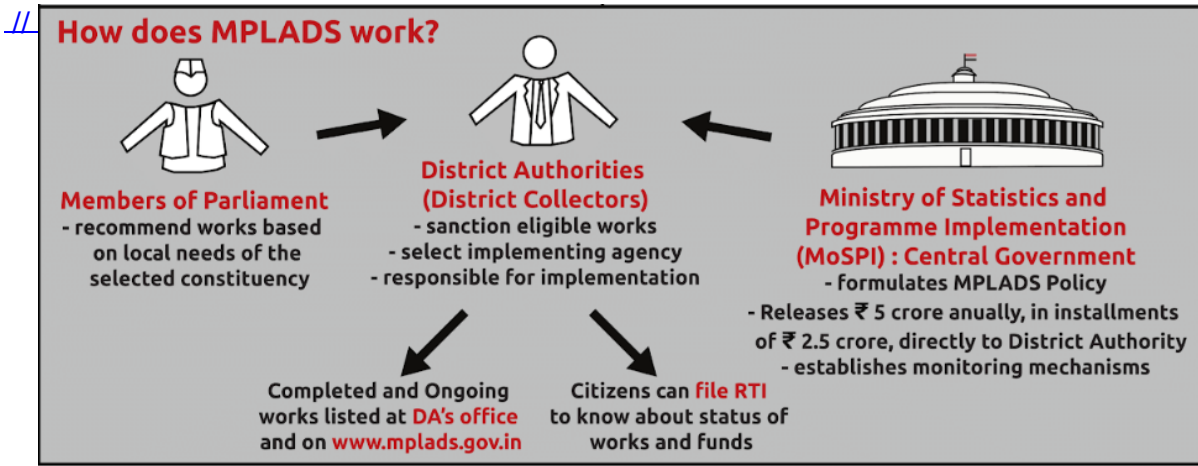 //
How does MPLADS work?
Members of Parliament
- recommend works based
on local needs of the
selected constituency
District Authorities
(District Collectors)
- sanction eligible works
- select implementing agency
- responsible for implementation
Ministry of Statistics and
Programme Implementation
(MoSPI) : Central Government
- formulates MPLADS Policy
- Releases ₹ 5 crore anually, in installments
of ₹ 2.5 crore, directly to District Authority
- establishes monitoring mechanisms
Completed and Ongoing
works listed at DA's office
and on www.mplads.gov.in
Citizens can file RTI
to know about status of
works and funds